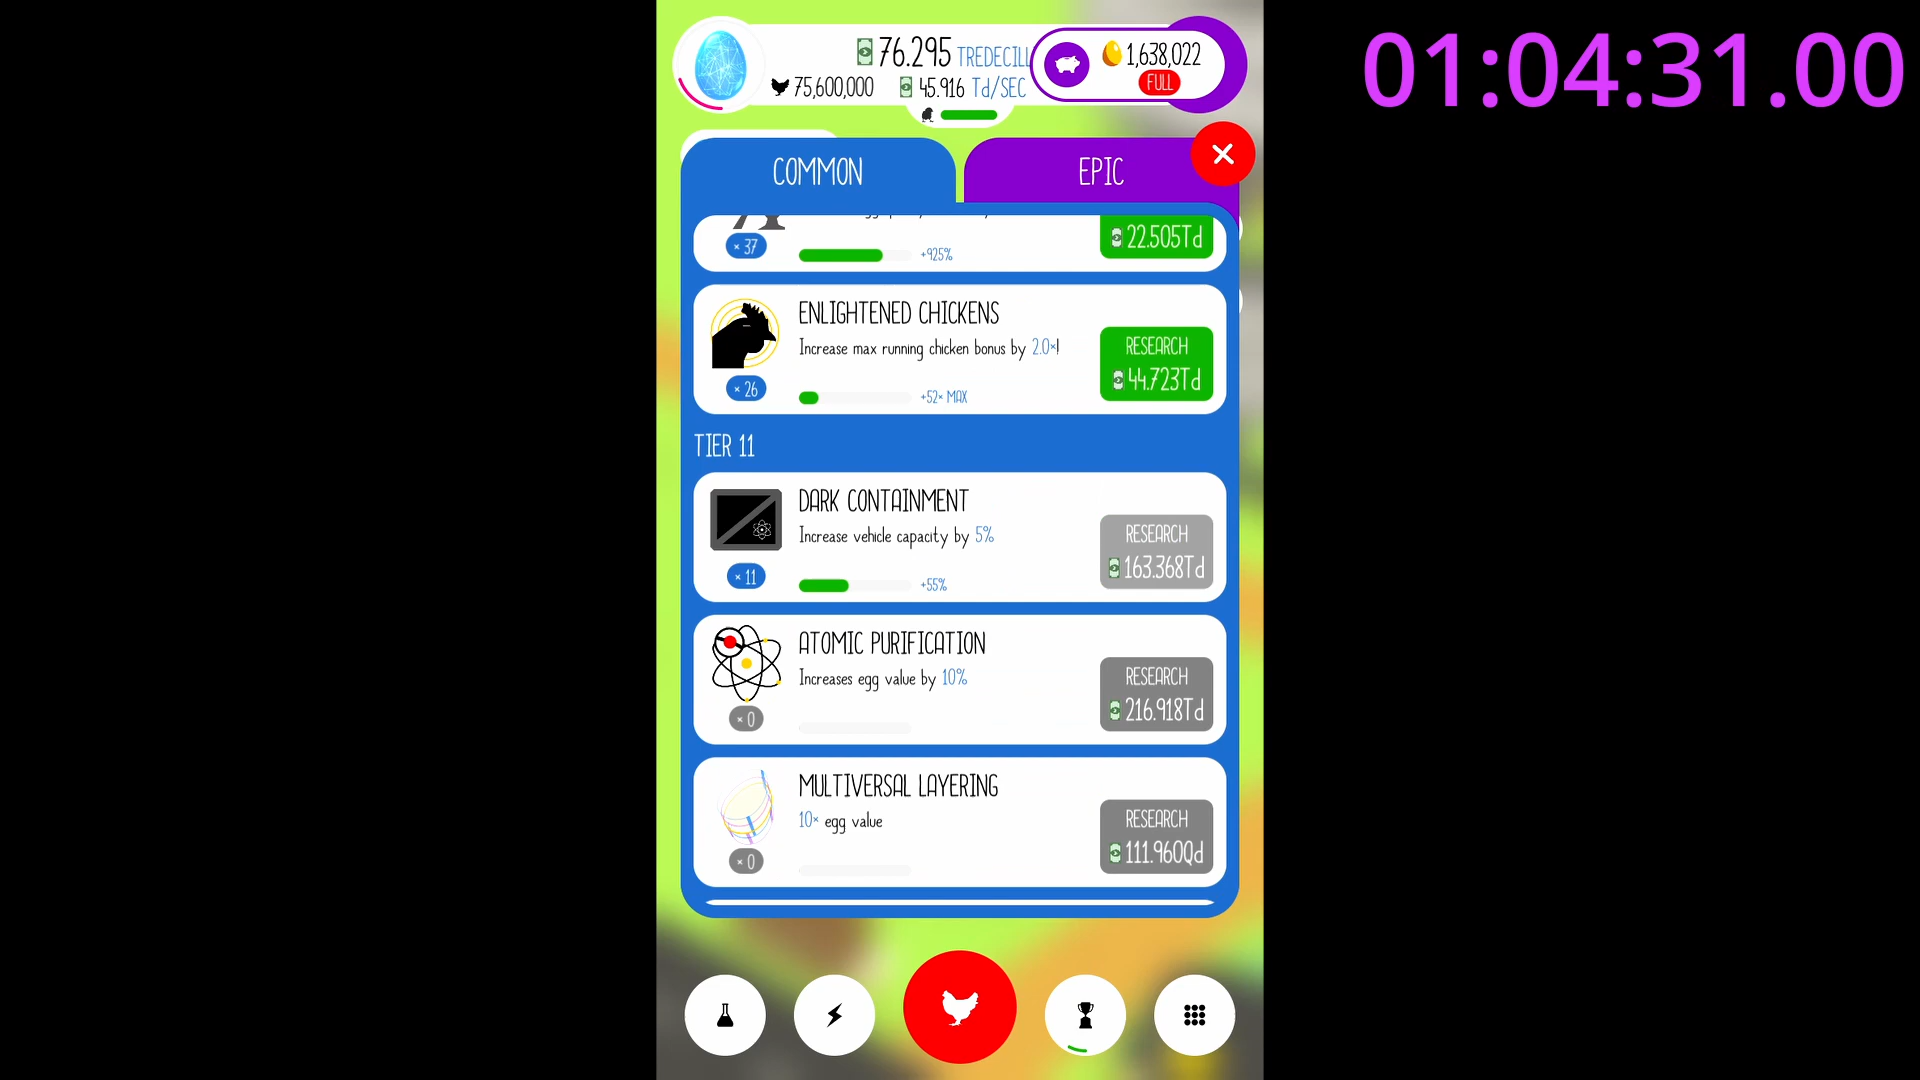 01:04:31.00
76.295 TREDECILL
1,638,022
FULL
75,600,000
45.916 Td/SEC
COMMON
EPIC
× 37
+925%
22.505Td
ENLIGHTENED CHICKENS
Increase max running chicken bonus by 2.0×!
× 26
+52× MAX
RESEARCH
44.723Td
TIER 11
DARK CONTAINMENT
Increase vehicle capacity by 5%
× 11
+55%
RESEARCH
163.368Td
ATOMIC PURIFICATION
Increases egg value by 10%
× 0
RESEARCH
216.918Td
MULTIVERSAL LAYERING
10× egg value
× 0
RESEARCH
111.960Qd